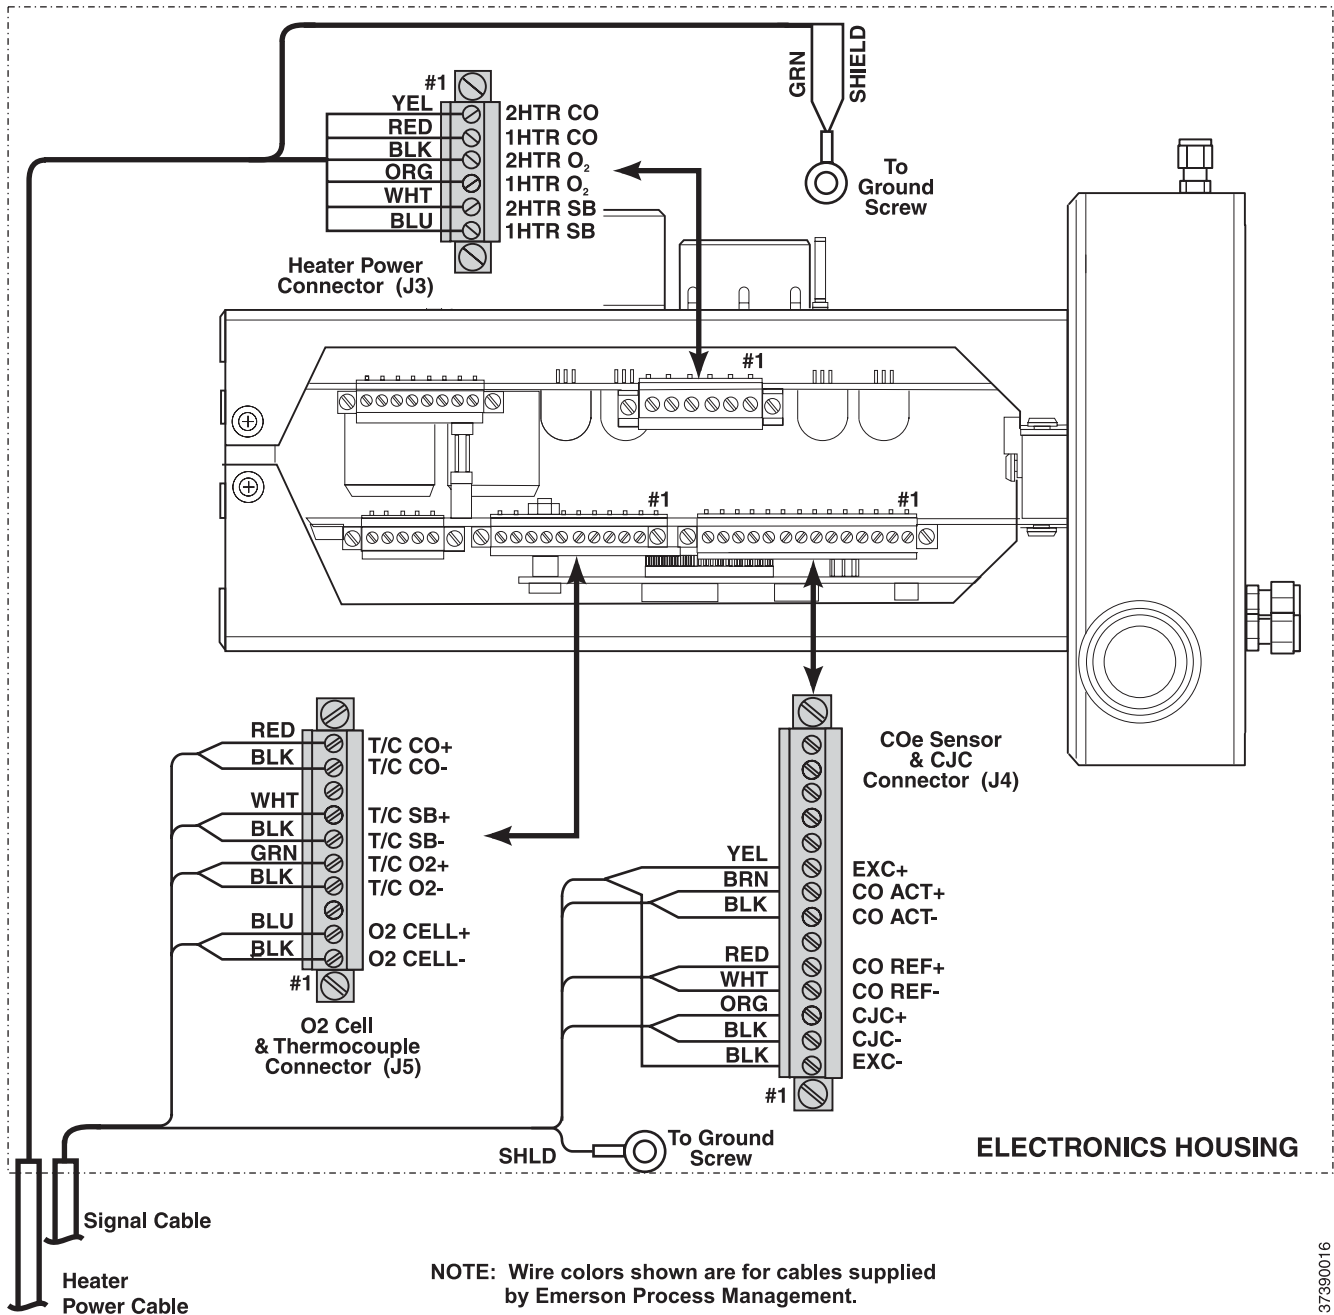 GRN
SHIELD
To
Ground
Screw
#1
YEL
RED
BLK
ORG
WHT
BLU
2HTR CO
1HTR CO
2HTR O₂
1HTR O₂
2HTR SB
1HTR SB
Heater Power
Connector (J3)
#1
#1
#1
RED
BLK
WHT
BLK
GRN
BLK
BLU
BLK
T/C CO+
T/C CO-
T/C SB+
T/C SB-
T/C O2+
T/C O2-
O2 CELL+
O2 CELL-
#1
O2 Cell
& Thermocouple
Connector (J5)
COe Sensor
& CJC
Connector (J4)
YEL
BRN
BLK
RED
WHT
ORG
BLK
BLK
EXC+
CO ACT+
CO ACT-
CO REF+
CO REF-
CJC+
CJC-
EXC-
#1
SHLD
To Ground
Screw
ELECTRONICS HOUSING
Signal Cable
Heater
Power Cable
NOTE: Wire colors shown are for cables supplied
by Emerson Process Management.
37390016